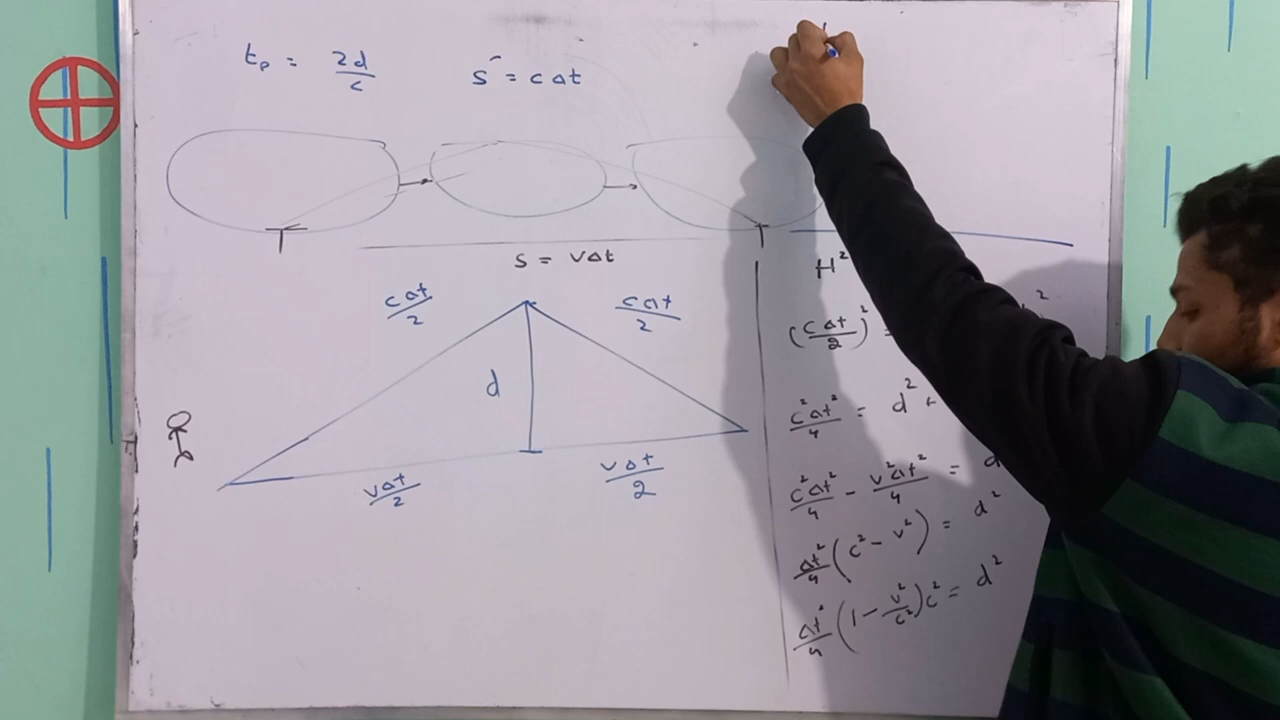 tₚ = 2d/c
S = cΔt
S = vΔt
cΔt/2
cΔt/2
d
vΔt/2
vΔt/2
H²
(cΔt/2)² =
c²Δt²/4 = d² +
c²Δt²/4 - v²Δt²/4 = d
Δt²/4 (c² - v²) = d²
Δt²/4 (1 - v²/c²)c² = d²